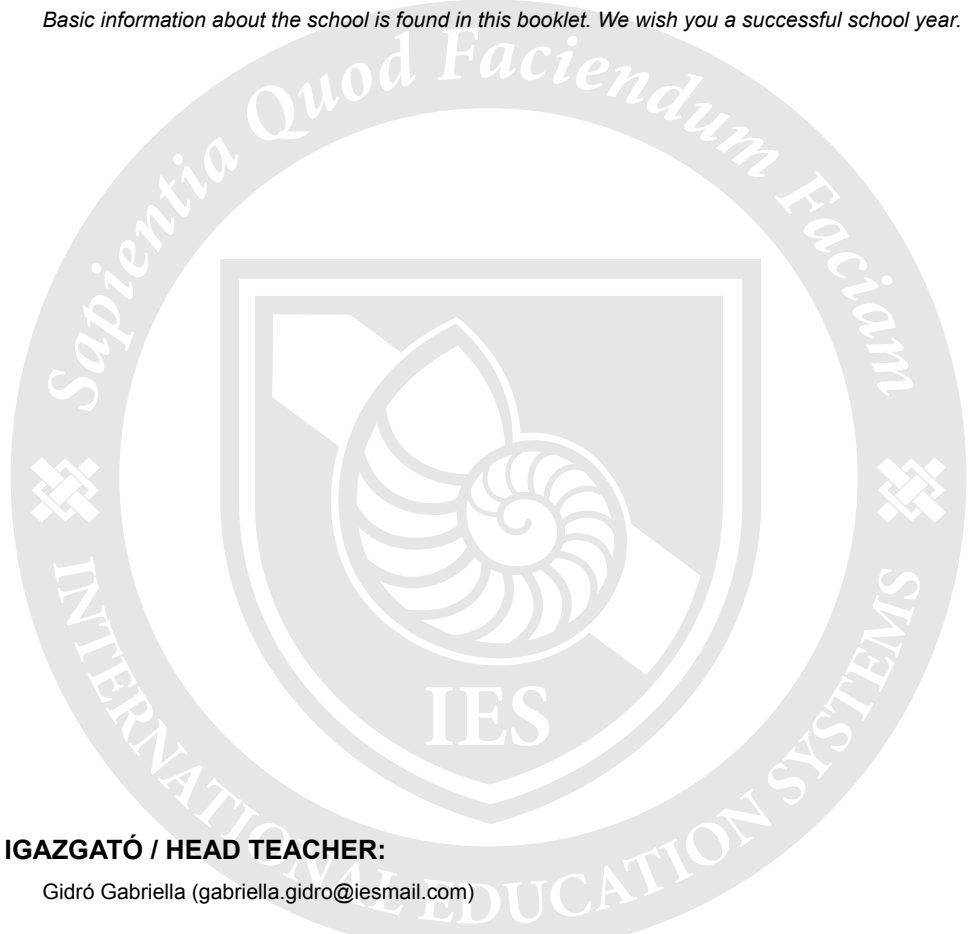 Basic information about the school is found in this booklet. We wish you a successful school year.
Sapientia Quod Faciendum Faciam
IES
INTERNATIONAL EDUCATION SYSTEMS
IGAZGATÓ / HEAD TEACHER:
Gidró Gabriella (gabriella.gidro@iesmail.com)